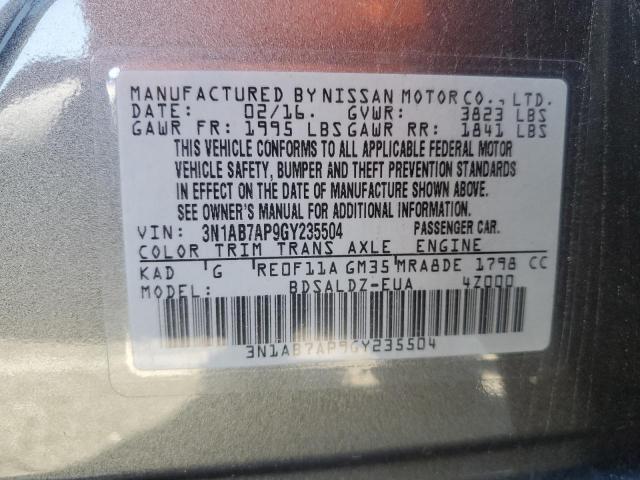 MANUFACTURED BY NISSAN MOTOR CO., LTD.
DATE: 02/16. GVWR: 3823 LBS
GAWR FR: 1995 LBS GAWR RR: 1841 LBS
THIS VEHICLE CONFORMS TO ALL APPLICABLE FEDERAL MOTOR
VEHICLE SAFETY, BUMPER AND THEFT PREVENTION STANDARDS
IN EFFECT ON THE DATE OF MANUFACTURE SHOWN ABOVE.
SEE OWNER'S MANUAL FOR ADDITIONAL INFORMATION.
VIN: 3N1AB7AP9GY235504 PASSENGER CAR.
COLOR TRIM TRANS AXLE ENGINE
KAD G RE0F11A GM35 MRA8DE 1798 CC
MODEL: BDSALDZ-EUA 4Z000
3N1AB7AP9GY235504